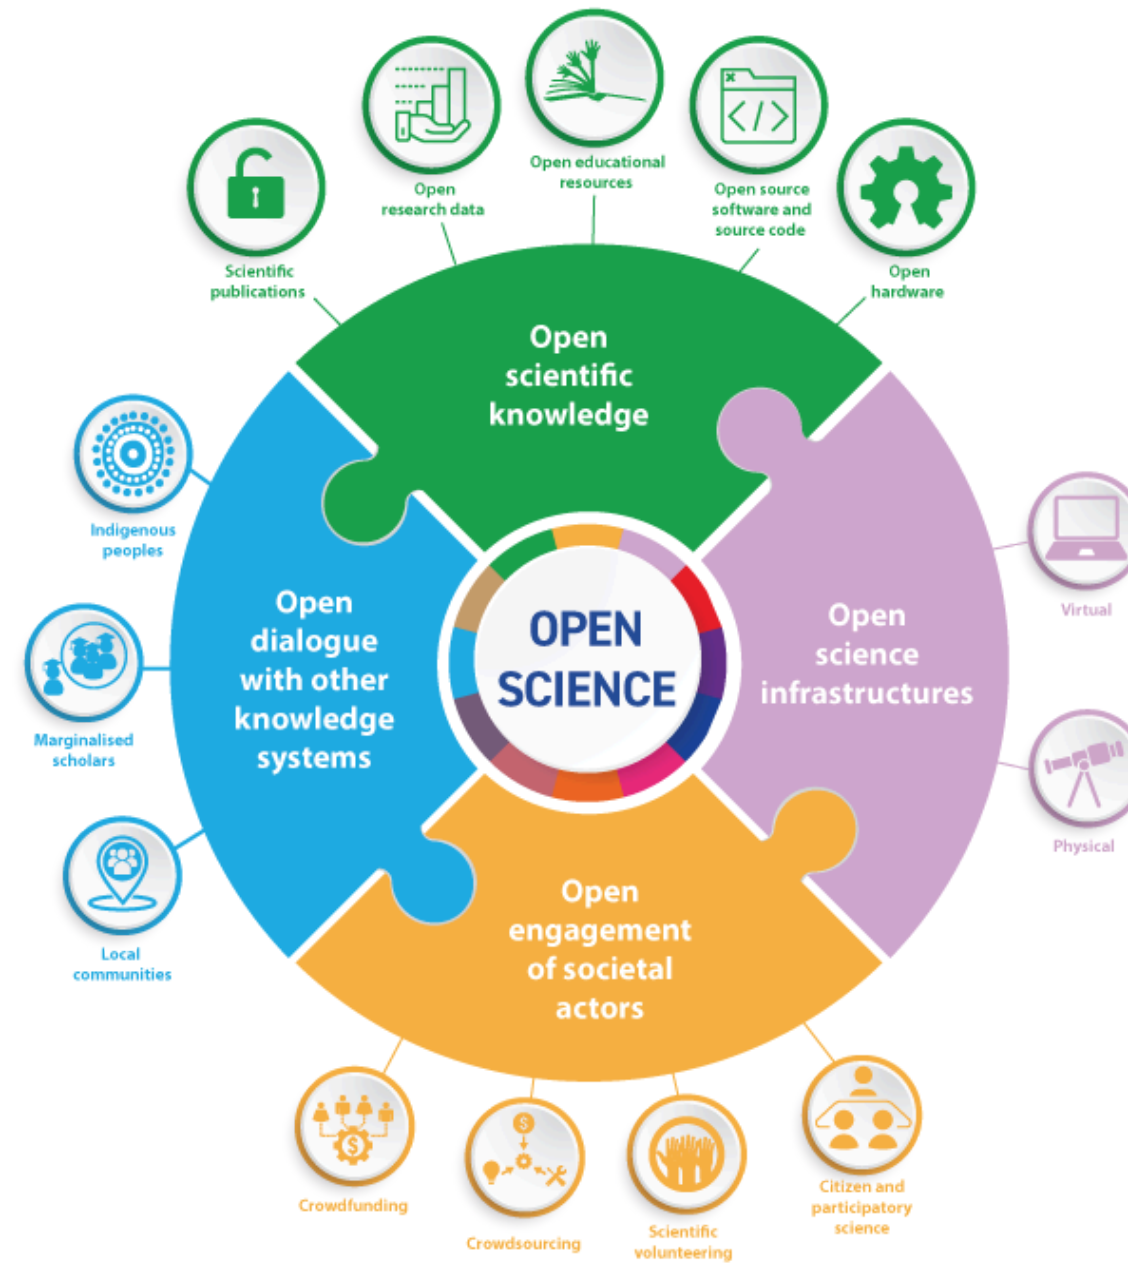 Open educational
resources
Open
research data
Open source
software and
source code
Scientific
publications
Open
hardware
Open
scientific
knowledge
Indigenous
peoples
Marginalised
scholars
Local
communities
Open
dialogue
with other
knowledge
systems
OPEN
SCIENCE
Open
science
infrastructures
Virtual
Physical
Open
engagement
of societal
actors
Crowdfunding
Crowdsourcing
Scientific
volunteering
Citizen and
participatory
science